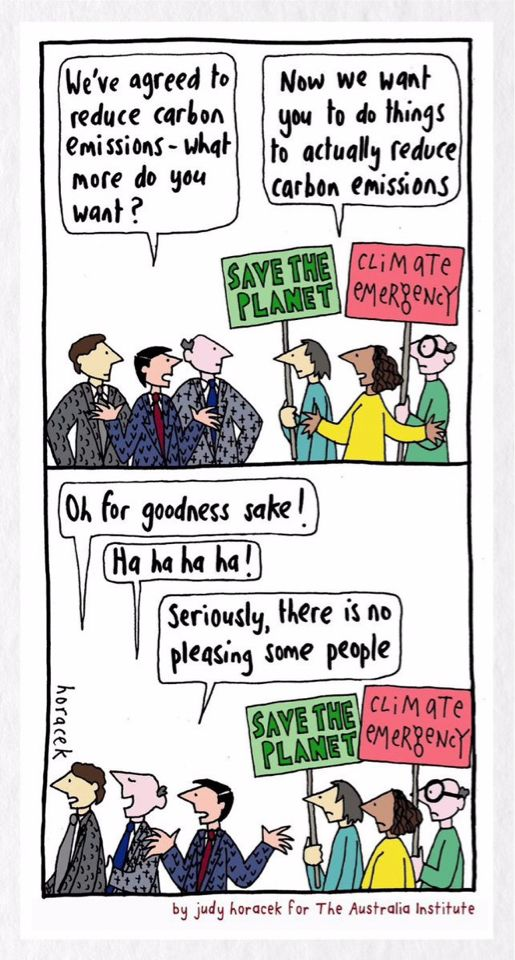 We've agreed to
reduce carbon
emissions - what
more do you
want?
Now we want
you to do things
to actually reduce
carbon emissions
SAVE THE
PLANET
CLiMATE
eMeRgeNCY
Oh for goodness sake!
Ha ha ha ha!
Seriously, there is no
pleasing some people
horacek
SAVE THE
PLANET
CLiMATE
eMeRgeNCY
by judy horacek for The Australia Institute